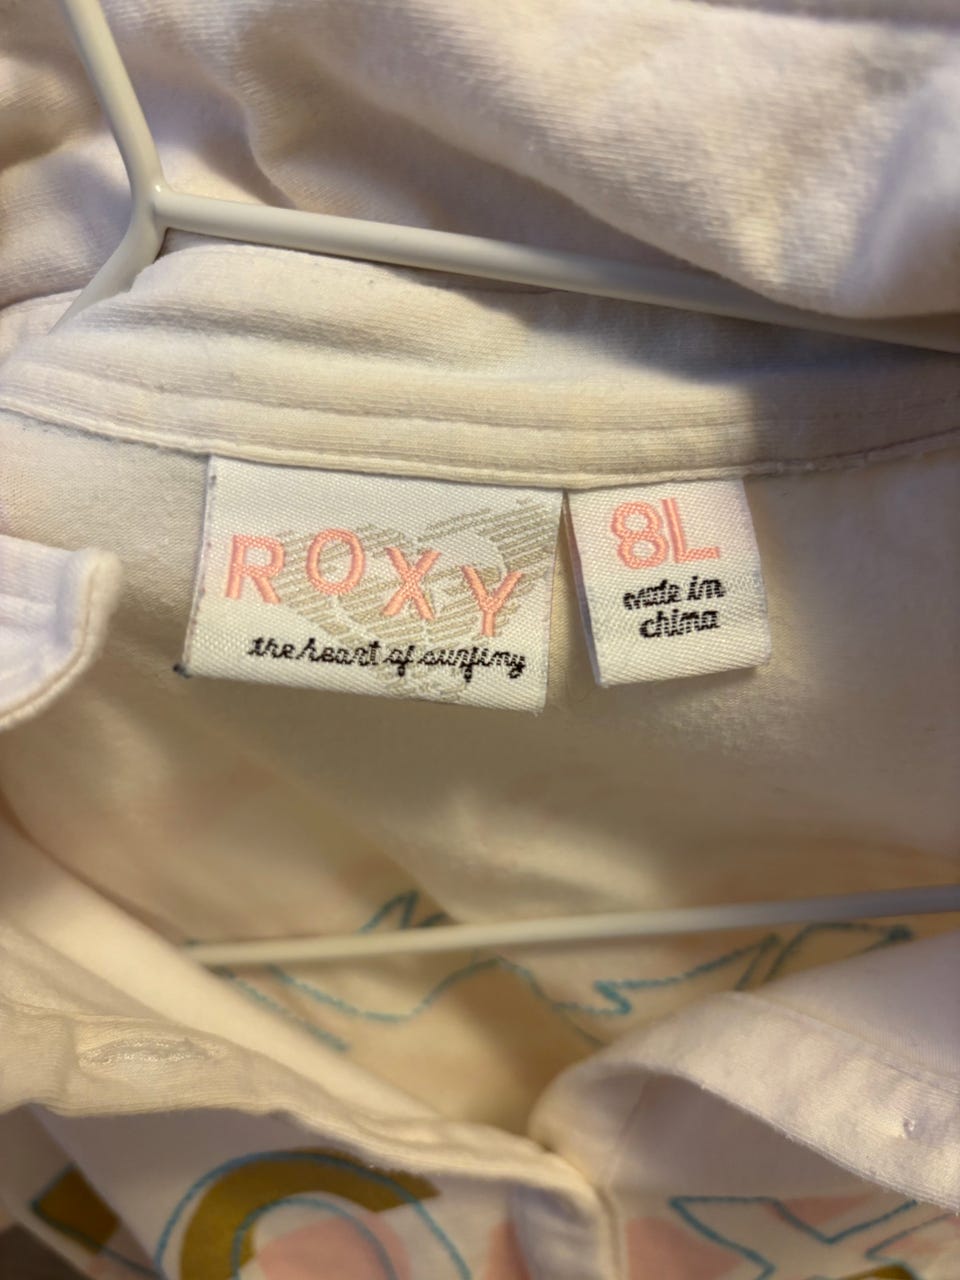 ROXY
the heart of surfing
8L
made in
china